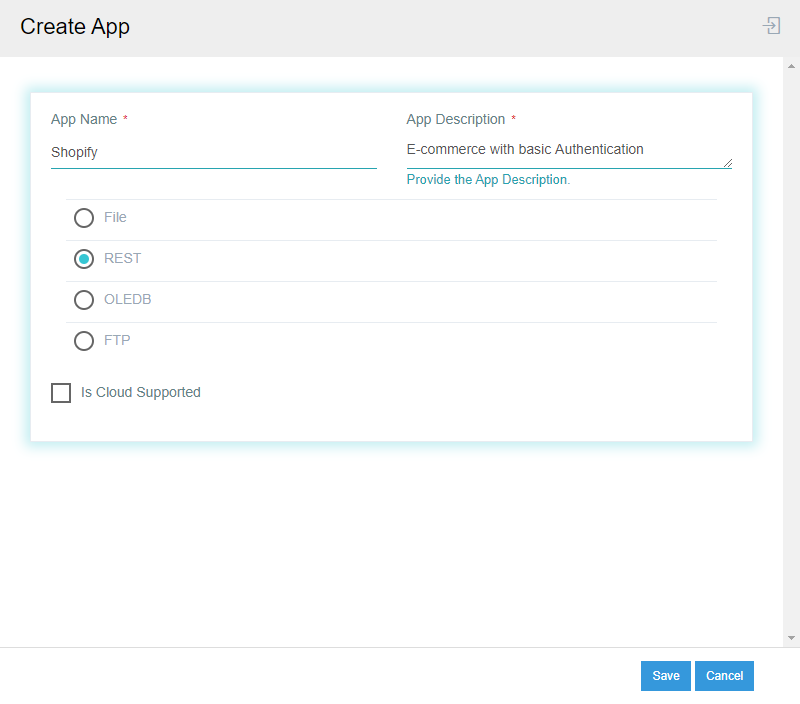 Create App
App Name *
App Description *
Shopify
E-commerce with basic Authentication
Provide the App Description.
File
REST
OLEDB
FTP
Is Cloud Supported
Save
Cancel